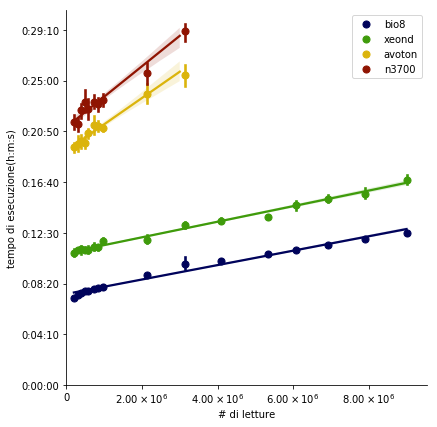 0:29:10
0:25:00
0:20:50
0:16:40
0:12:30
0:08:20
0:04:10
0:00:00
tempo di esecuzione(h:m:s)
bio8
xeond
avoton
n3700
0
2.00 × 10⁶
4.00 × 10⁶
6.00 × 10⁶
8.00 × 10⁶
# di letture